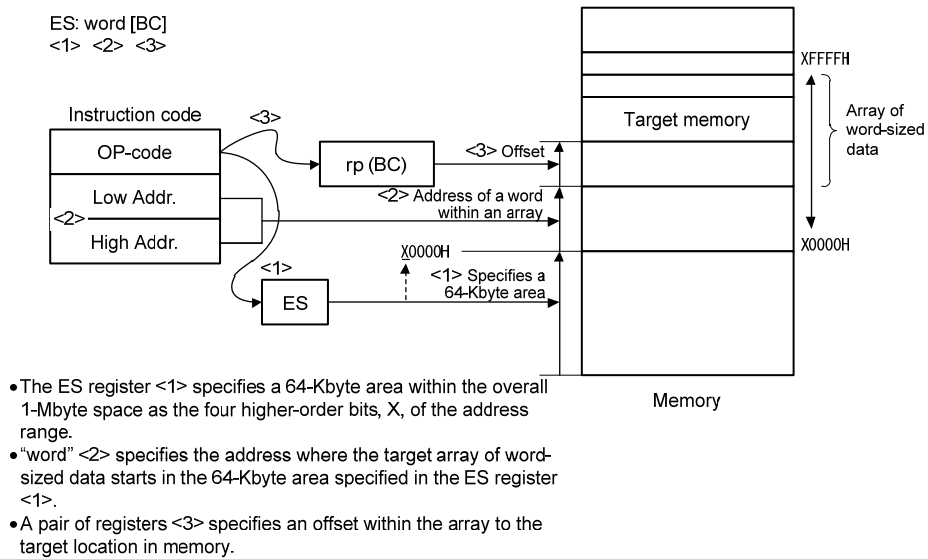 ES: word [BC]
<1> <2> <3>
XFFFFH
Array of
word-sized
data
Instruction code
<3>
Target memory
OP-code
rp (BC)
<3> Offset
Low Addr.
<2>
High Addr.
<2> Address of a word
within an array
X0000H
X0000H
<1>
<1> Specifies a
64-Kbyte area
ES
Memory
•The ES register <1> specifies a 64-Kbyte area within the overall
1-Mbyte space as the four higher-order bits, X, of the address
range.
•“word” <2> specifies the address where the target array of word-
sized data starts in the 64-Kbyte area specified in the ES register
<1>.
•A pair of registers <3> specifies an offset within the array to the
target location in memory.